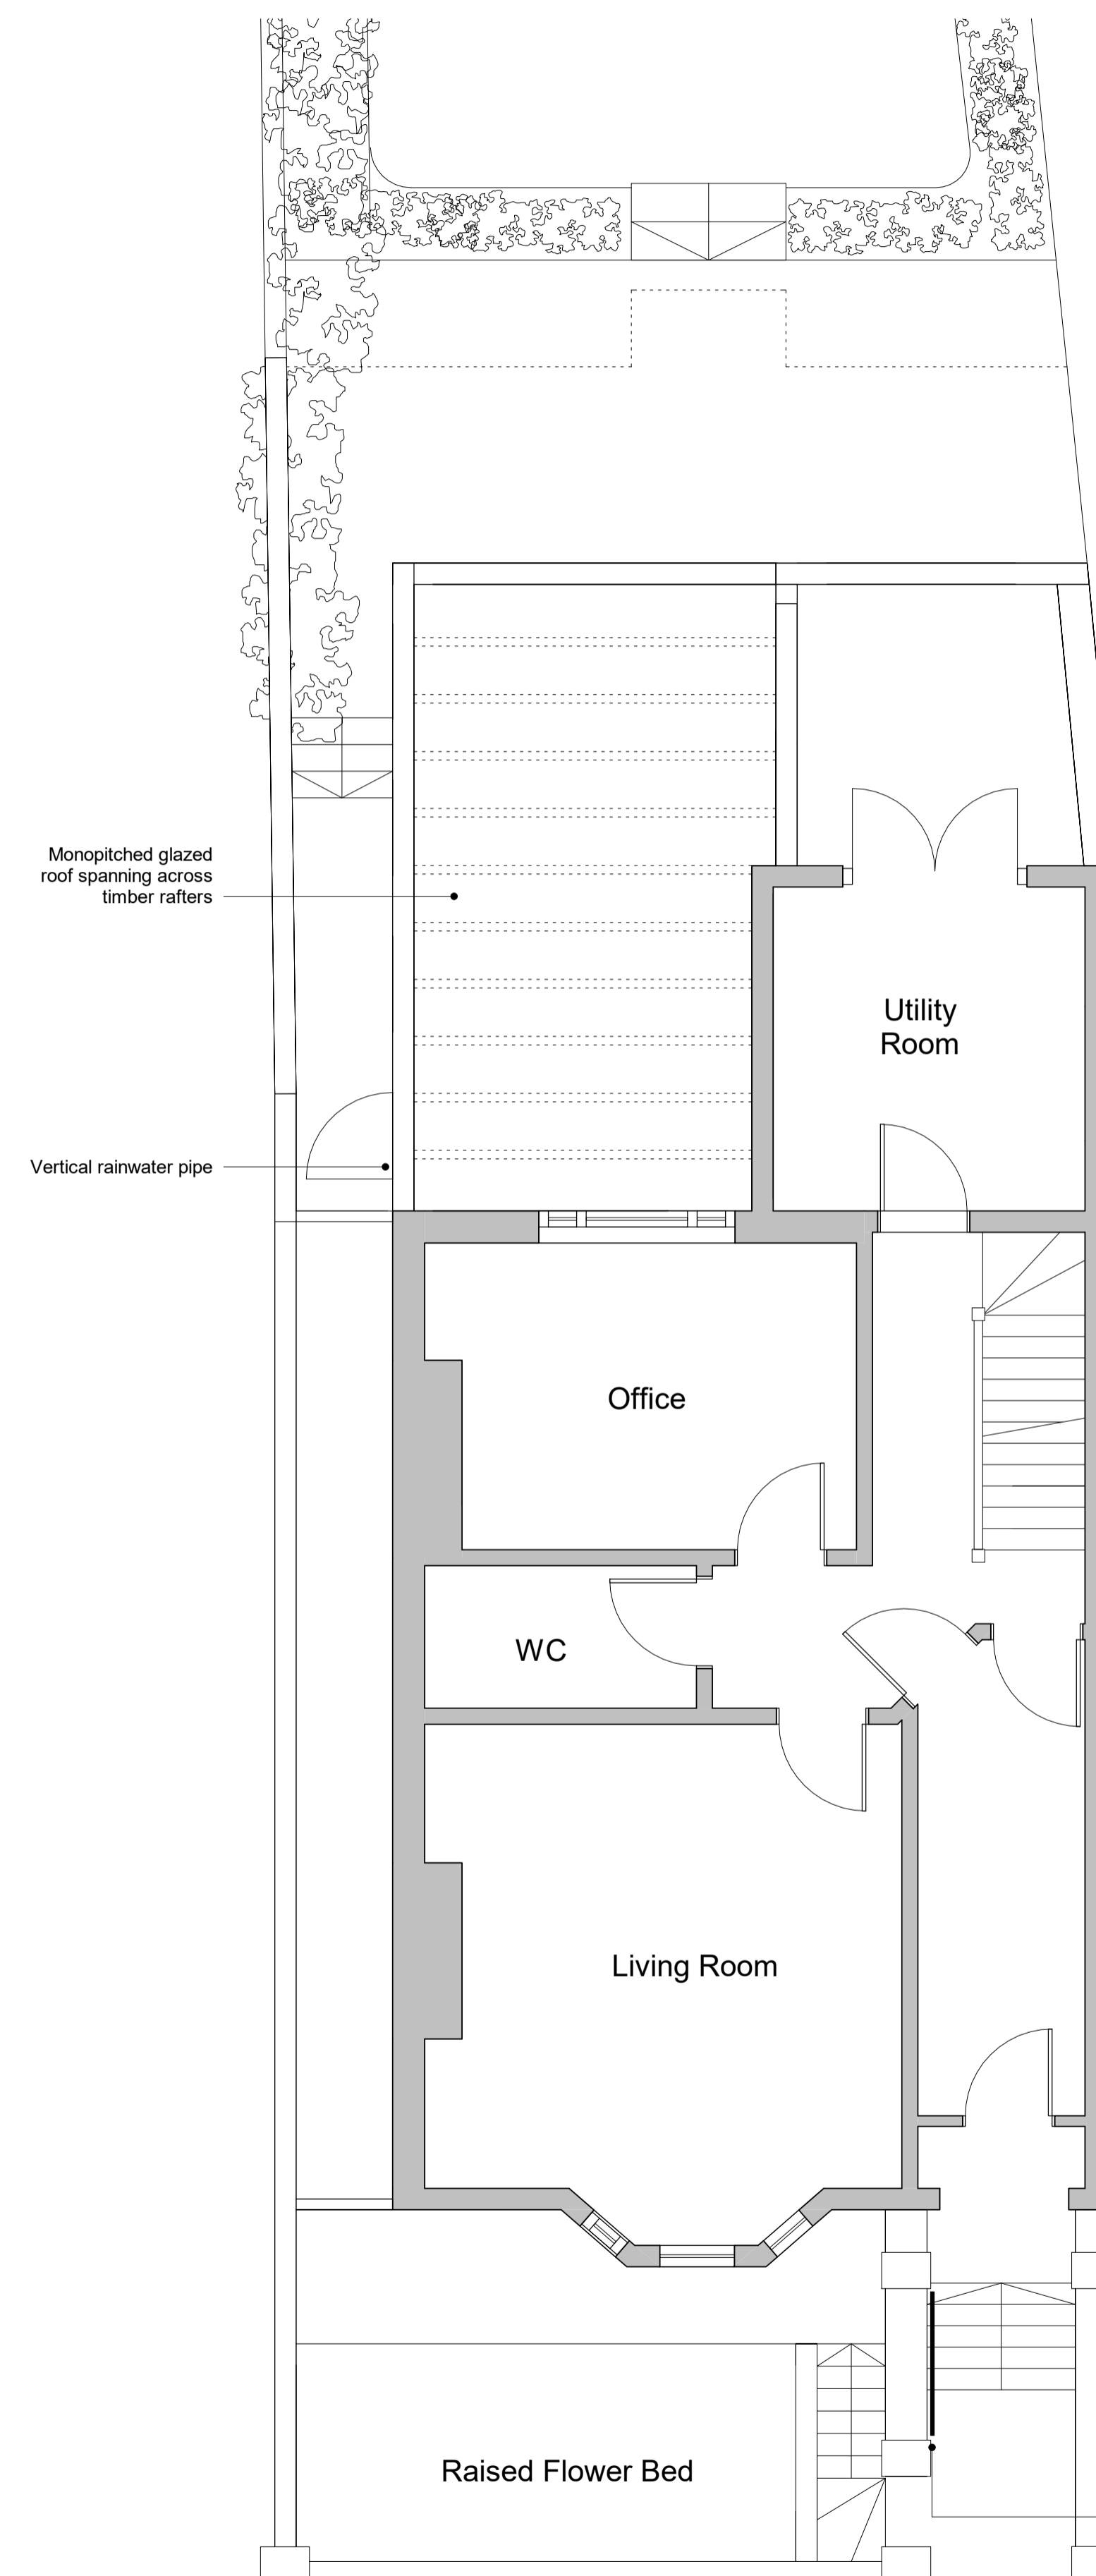 Monopitched glazed
roof spanning across
timber rafters
Utility
Room
Vertical rainwater pipe
Office
WC
Living Room
Raised Flower Bed